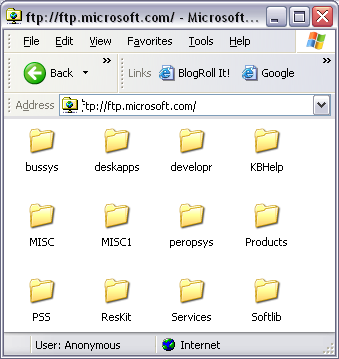 ftp://ftp.microsoft.com/ - Microsoft...
File Edit View Favorites Tools Help
Back Links BlogRoll It! Google
Address tp://ftp.microsoft.com/
bussys deskapps developr KBHelp
MISC MISC1 peropsys Products
PSS ResKit Services Softlib
User: Anonymous Internet